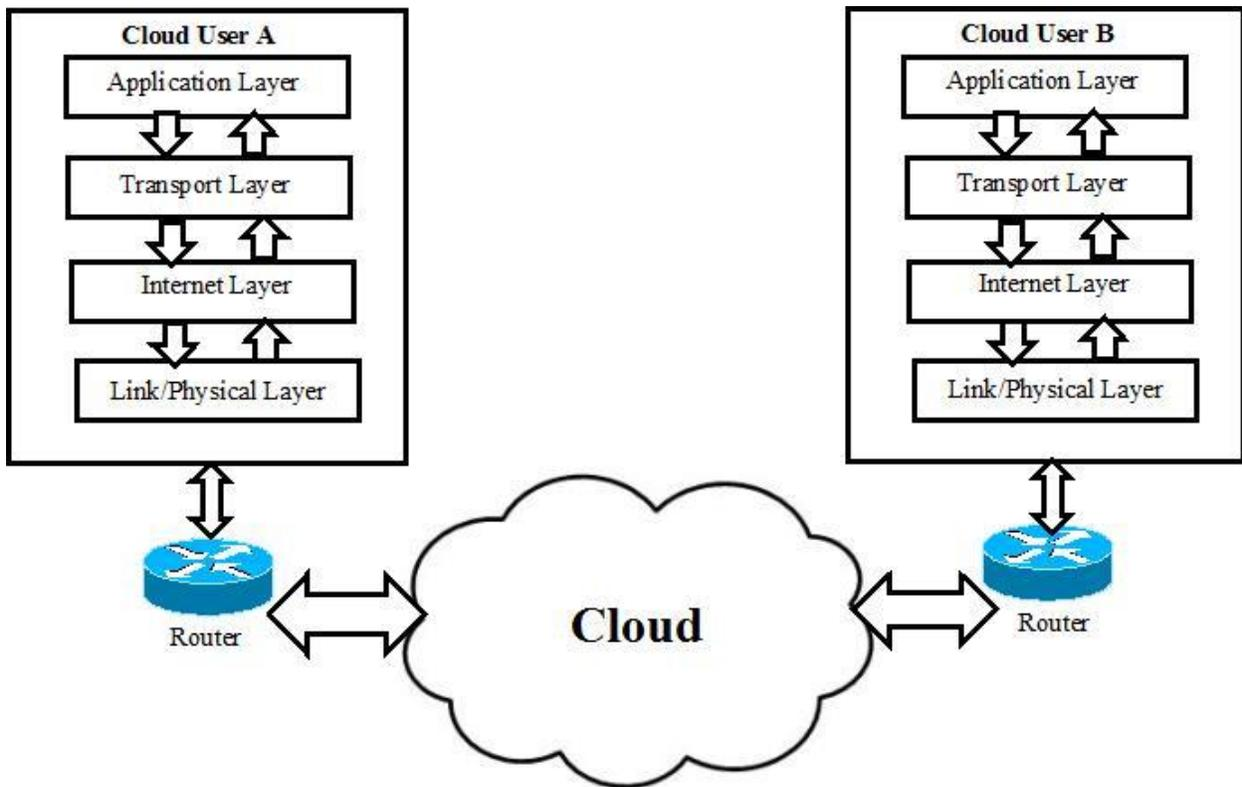 Cloud User A
Application Layer
Transport Layer
Internet Layer
Link/Physical Layer
Router
Cloud
Cloud User B
Application Layer
Transport Layer
Internet Layer
Link/Physical Layer
Router